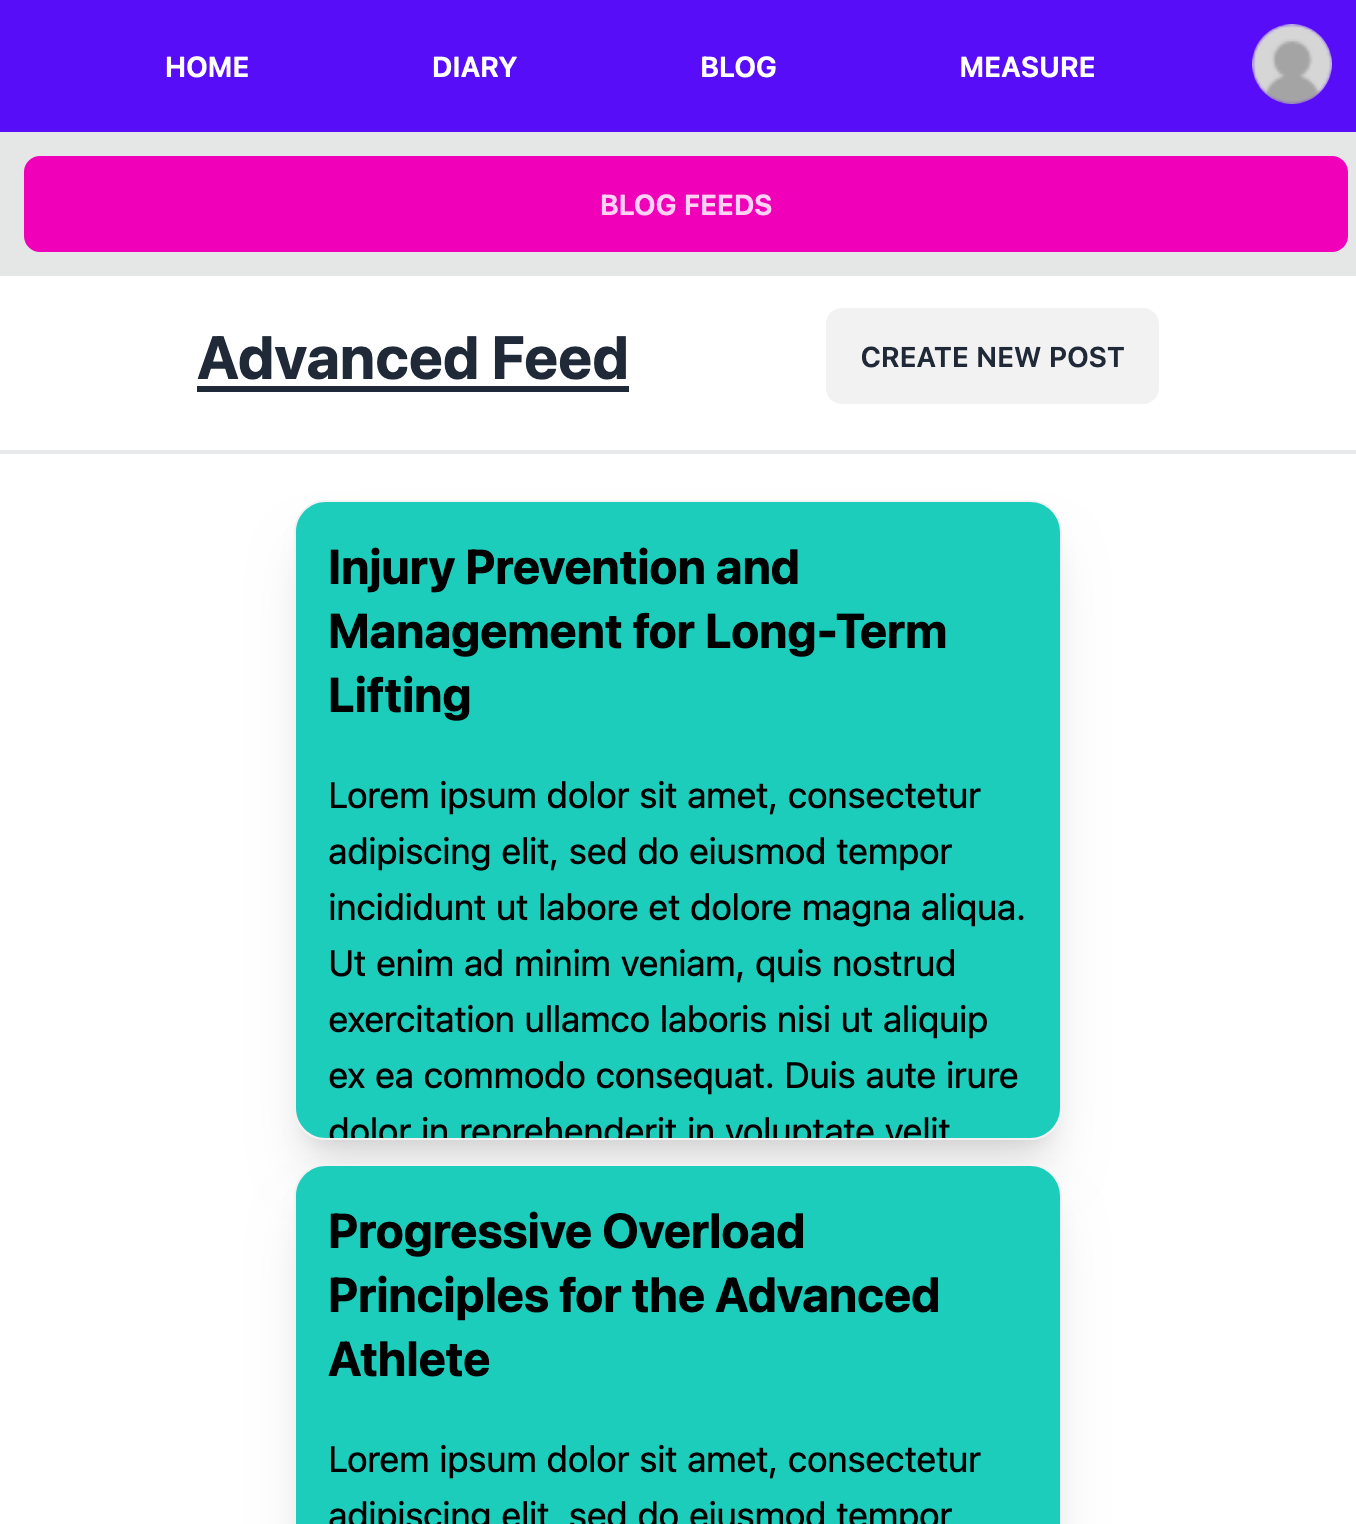 HOME DIARY BLOG MEASURE
BLOG FEEDS
Advanced Feed
CREATE NEW POST
Injury Prevention and
Management for Long-Term
Lifting
Lorem ipsum dolor sit amet, consectetur
adipiscing elit, sed do eiusmod tempor
incididunt ut labore et dolore magna aliqua.
Ut enim ad minim veniam, quis nostrud
exercitation ullamco laboris nisi ut aliquip
ex ea commodo consequat. Duis aute irure
dolor in reprehenderit in voluptate velit
Progressive Overload
Principles for the Advanced
Athlete
Lorem ipsum dolor sit amet, consectetur
adipiscing elit, sed do eiusmod tempor